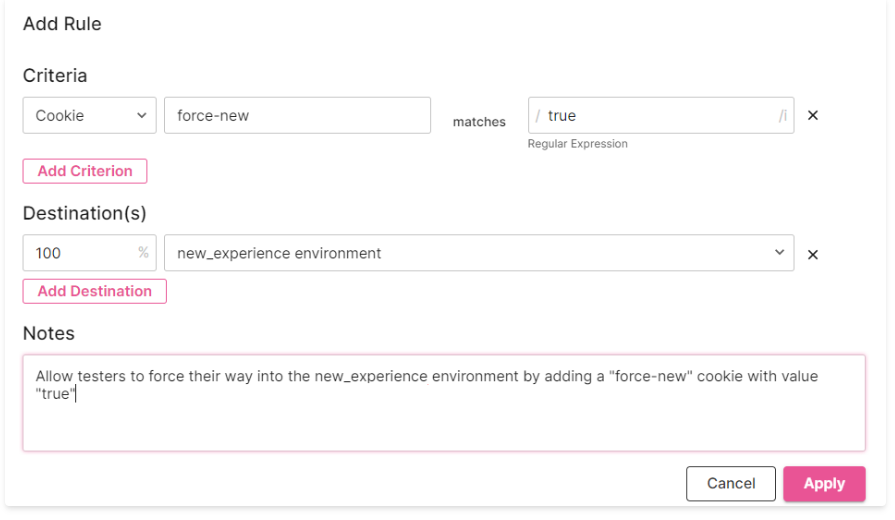 Add Rule
Criteria
Cookie force-new matches / true /i ×
Regular Expression
Add Criterion
Destination(s)
100 % new_experience environment ×
Add Destination
Notes
Allow testers to force their way into the new_experience environment by adding a "force-new" cookie with value
"true"
Cancel Apply